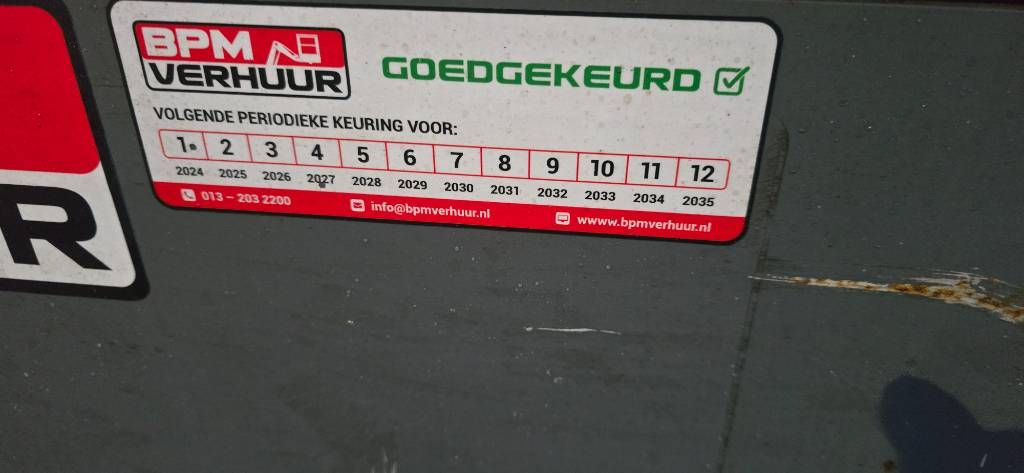 BPM
VERHUUR
GOEDGEKEURD
VOLGENDE PERIODIEKE KEURING VOOR:
1 2 3 4 5 6 7 8 9 10 11 12
2024 2025 2026 2027 2028 2029 2030 2031 2032 2033 2034 2035
013 – 203 2200 info@bpmverhuur.nl www.bpmverhuur.nl
R